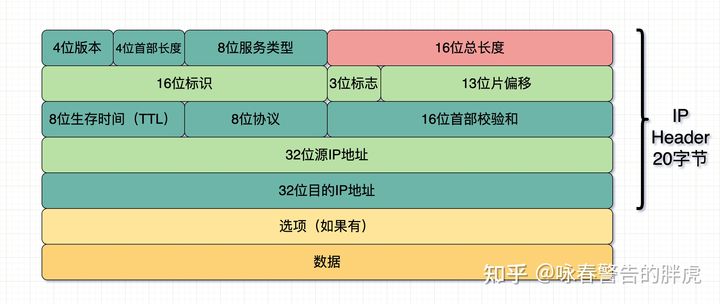 4位版本 4位首部长度 8位服务类型 16位总长度
16位标识 3位标志 13位片偏移
8位生存时间（TTL） 8位协议 16位首部校验和
32位源IP地址
32位目的IP地址
选项（如果有）
数据
IP
Header
20字节
知乎 @咏春警告的胖虎